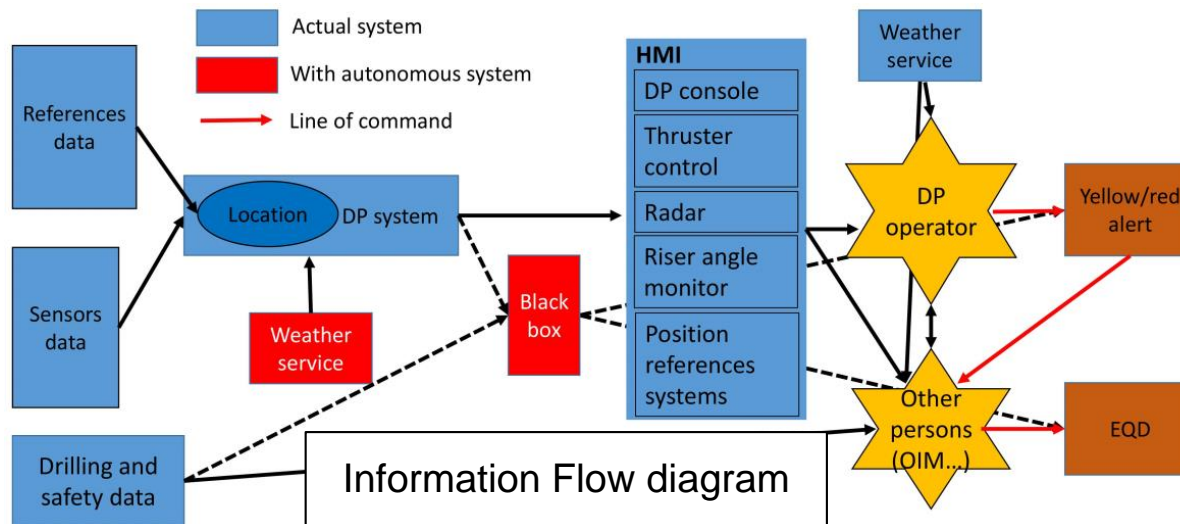 Actual system
With autonomous system
Line of command
References
data
Sensors
data
Location
DP system
Weather
service
Drilling and
safety data
Black
box
HMI
DP console
Thruster
control
Radar
Riser angle
monitor
Position
references
systems
Weather
service
DP
operator
Yellow/red
alert
Other
persons
(OIM...)
EQD
Information Flow diagram